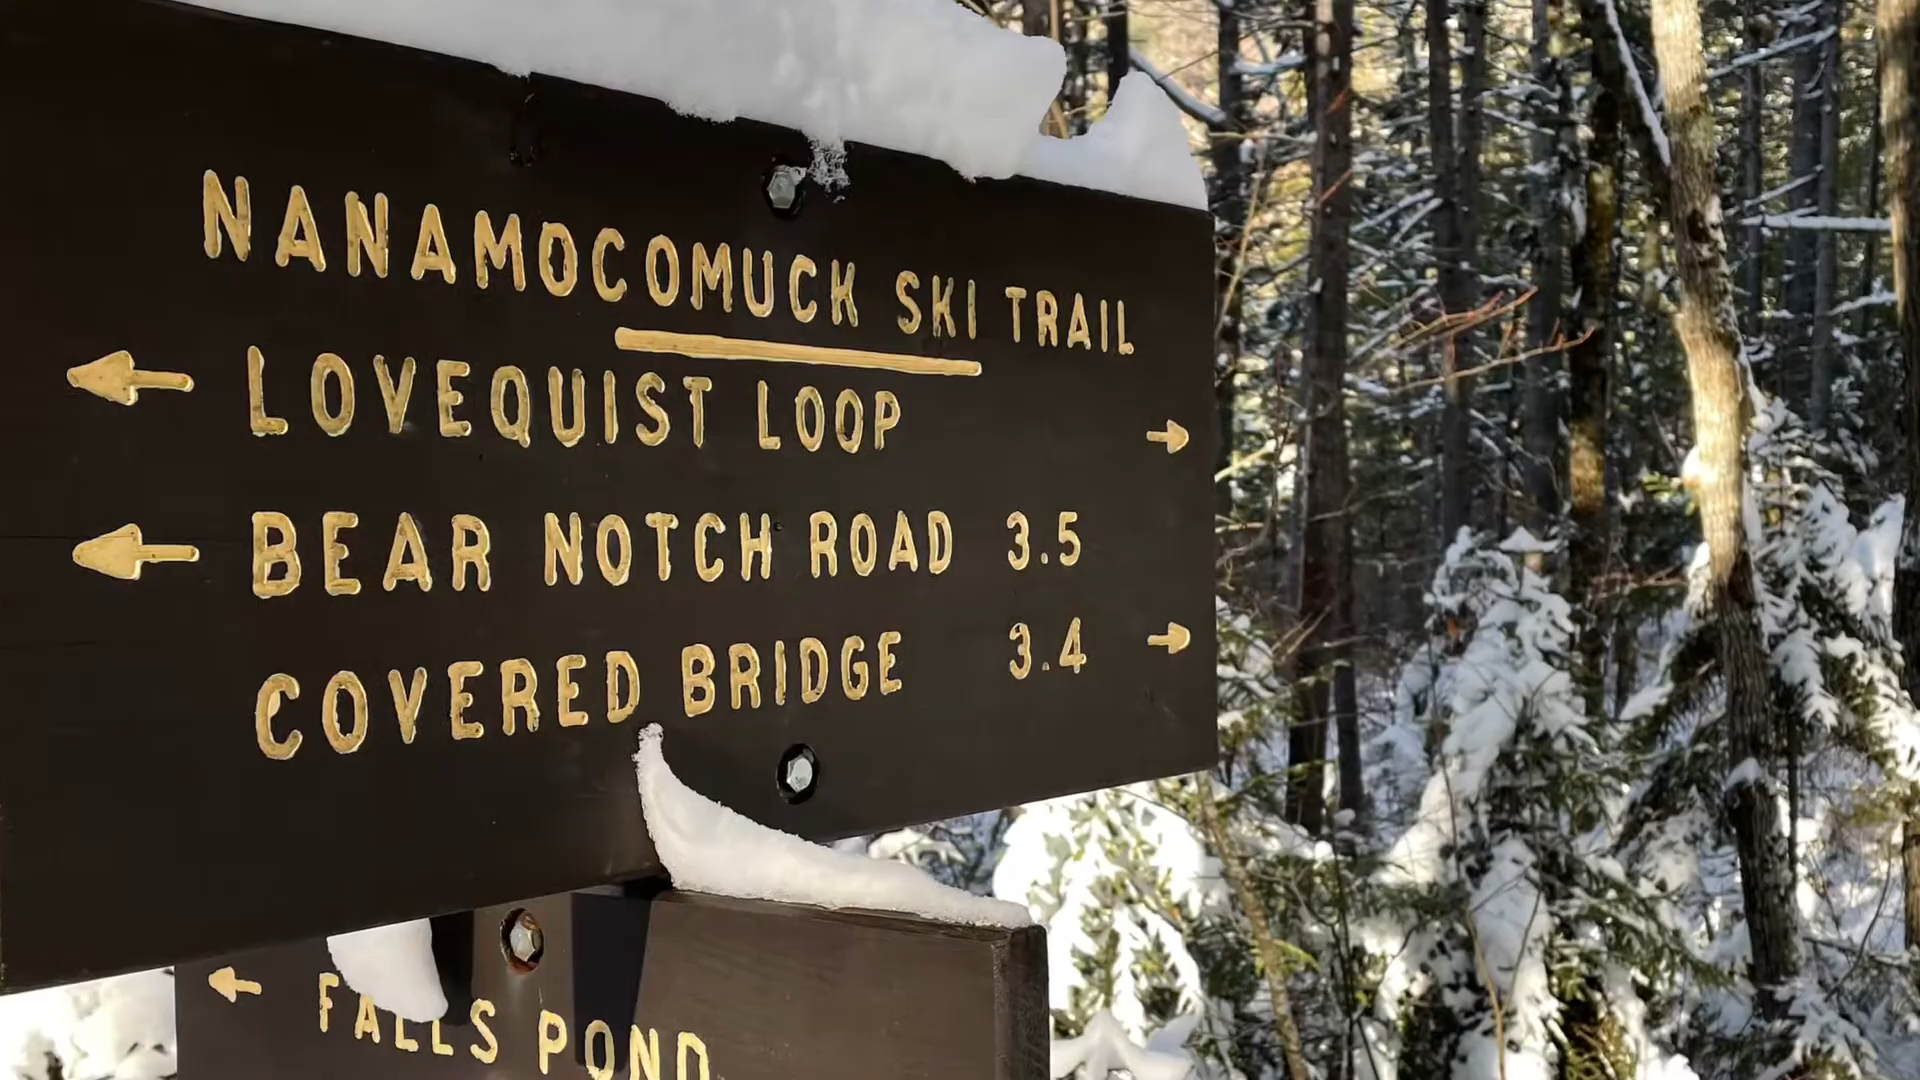 NANAMOCOMUCK SKI TRAIL
LOVEQUIST LOOP
BEAR NOTCH ROAD 3.5
COVERED BRIDGE 3.4
FALLS POND